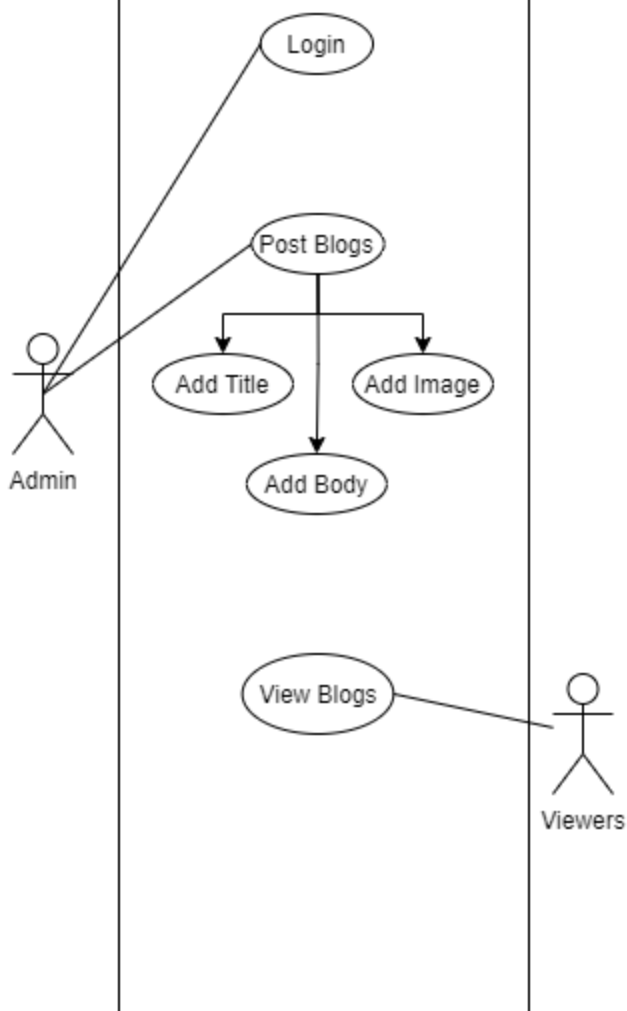 Login
Post Blogs
Add Title
Add Image
Admin
Add Body
View Blogs
Viewers